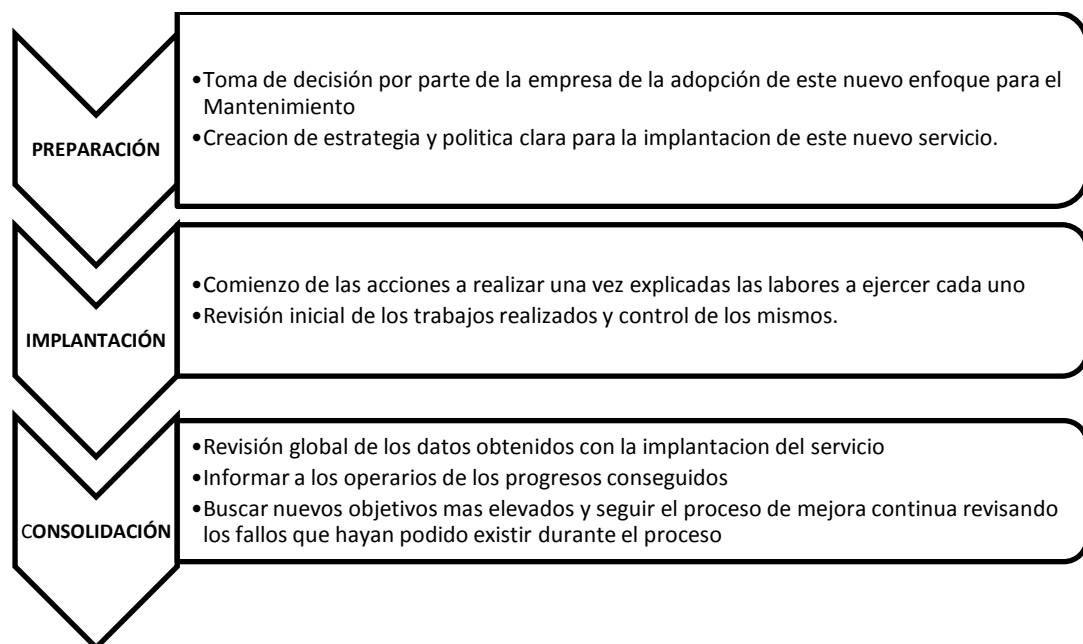 PREPARACIÓN
•Toma de decisión por parte de la empresa de la adopción de este nuevo enfoque para el
Mantenimiento
•Creacion de estrategia y politica clara para la implantacion de este nuevo servicio.
IMPLANTACIÓN
•Comienzo de las acciones a realizar una vez explicadas las labores a ejercer cada uno
•Revisión inicial de los trabajos realizados y control de los mismos.
CONSOLIDACIÓN
•Revisión global de los datos obtenidos con la implantacion del servicio
•Informar a los operarios de los progresos conseguidos
•Buscar nuevos objetivos mas elevados y seguir el proceso de mejora continua revisando
los fallos que hayan podido existir durante el proceso